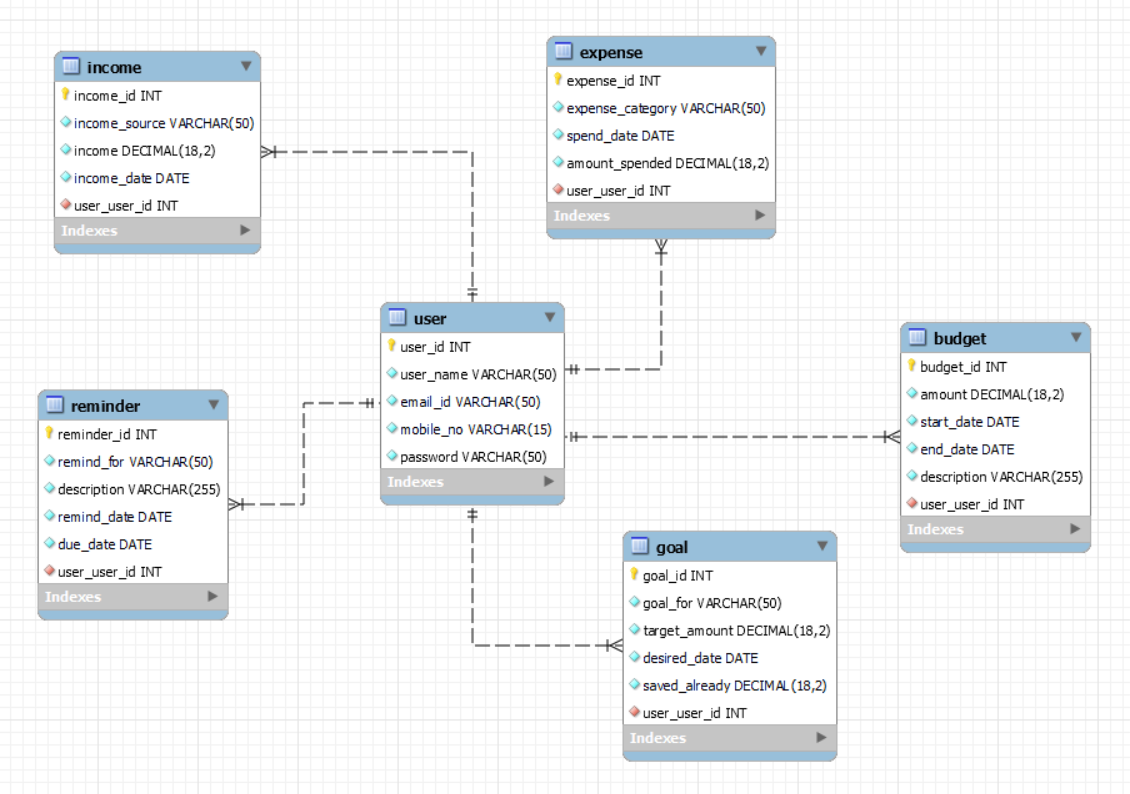 income
income_id INT
income_source VARCHAR(50)
income DECIMAL(18,2)
income_date DATE
user_user_id INT
Indexes
expense
expense_id INT
expense_category VARCHAR(50)
spend_date DATE
amount_spended DECIMAL(18,2)
user_user_id INT
Indexes
user
user_id INT
user_name VARCHAR(50)
email_id VARCHAR(50)
mobile_no VARCHAR(15)
password VARCHAR(50)
Indexes
budget
budget_id INT
amount DECIMAL(18,2)
start_date DATE
end_date DATE
description VARCHAR(255)
user_user_id INT
Indexes
reminder
reminder_id INT
remind_for VARCHAR(50)
description VARCHAR(255)
remind_date DATE
due_date DATE
user_user_id INT
Indexes
goal
goal_id INT
goal_for VARCHAR(50)
target_amount DECIMAL(18,2)
desired_date DATE
saved_already DECIMAL(18,2)
user_user_id INT
Indexes